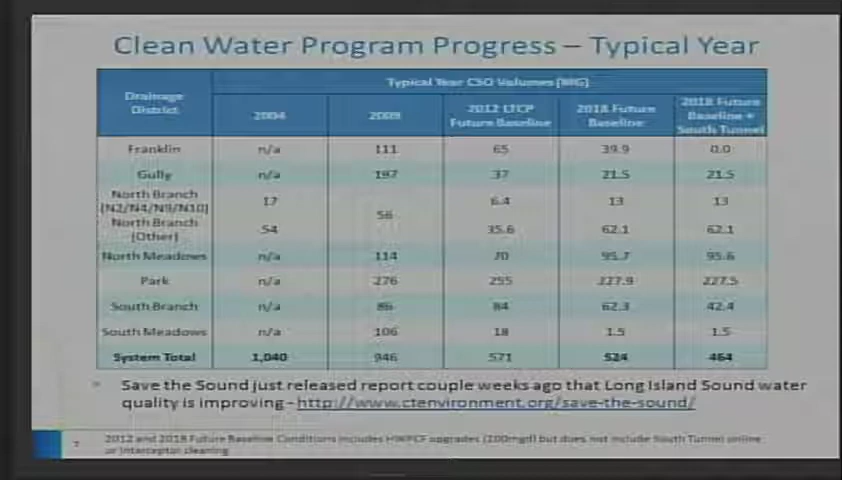 Clean Water Program Progress – Typical Year
Drainage District
Typical Year CSO Volumes (MG)
2004
2009
2012 LTCP Future Baseline
2018 Future Baseline
2018 Future Baseline + South Tunnel
Franklin n/a 111 65 39.9 0.0
Gully n/a 197 37 21.5 21.5
North Branch (N2/N4/N9/N10) 17 56 6.4 13 13
North Branch (Other) 54 35.6 62.1 62.1
North Meadows n/a 114 70 95.7 95.6
Park n/a 276 255 227.9 227.5
South Branch n/a 86 84 62.3 42.4
South Meadows n/a 106 18 1.5 1.5
System Total 1,040 946 571 524 464
Save the Sound just released report couple weeks ago that Long Island Sound water
quality is improving - http://www.ctenvironment.org/save-the-sound/
7
2012 and 2018 Future Baseline Conditions includes HWPCF upgrades (200mgd) but does not include South Tunnel online
or Interceptor cleaning